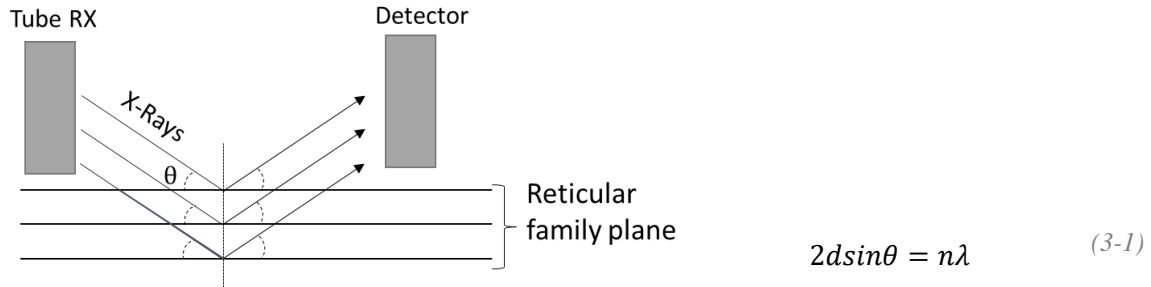 Tube RX
Detector
X-Rays
θ
Reticular
family plane
2dsinθ = nλ
(3-1)